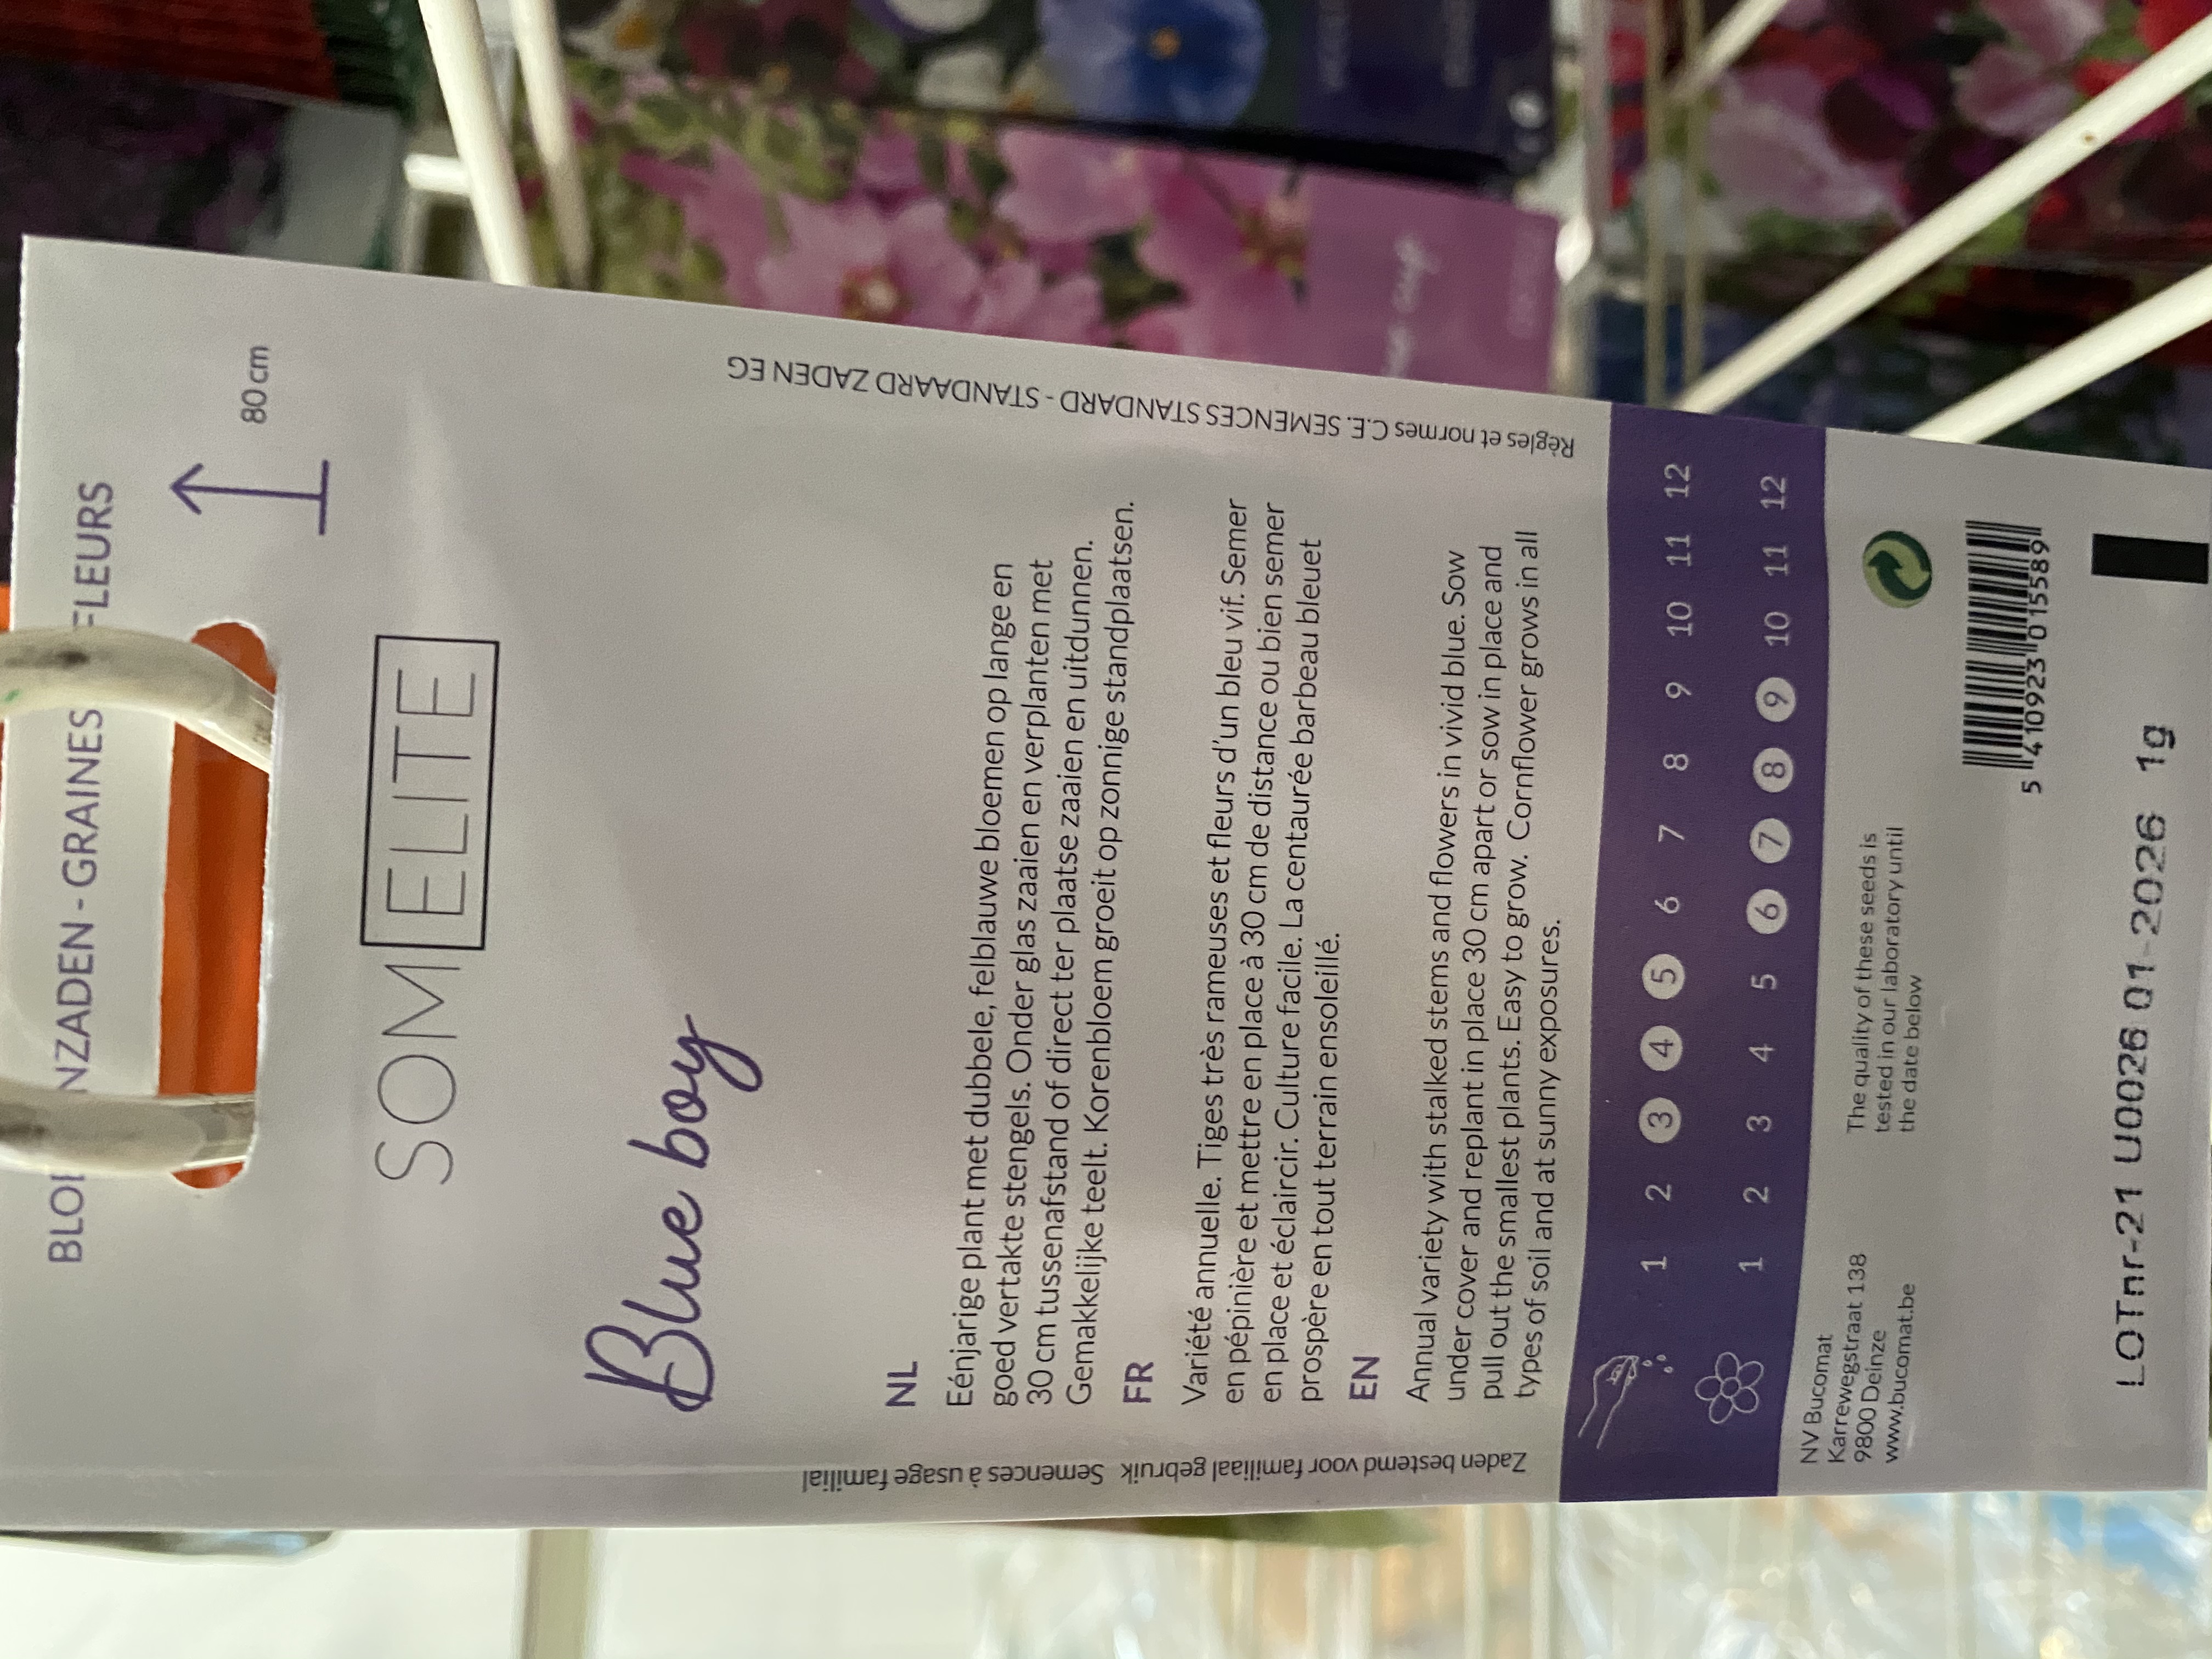 BLOE NZADEN - GRAINES FLEURS
80 cm
SOM ELITE
Blue boy
NL
Eénjarige plant met dubbele, felblauwe bloemen op lange en
goed vertakte stengels. Onder glas zaaien en verplanten met
30 cm tussenafstand of direct ter plaatse zaaien en uitdunnen.
Gemakkelijke teelt. Korenbloem groeit op zonnige standplaatsen.
FR
Variété annuelle. Tiges très rameuses et fleurs d'un bleu vif. Semer
en pépinière et mettre en place à 30 cm de distance ou bien semer
en place et éclaircir. Culture facile. La centaurée barbeau bleuet
prospère en tout terrain ensoleillé.
EN
Annual variety with stalked stems and flowers in vivid blue. Sow
under cover and replant in place 30 cm apart or sow in place and
pull out the smallest plants. Easy to grow. Cornflower grows in all
types of soil and at sunny exposures.
Zaden bestemd voor familiaal gebruik Semences à usage familial
Règles et normes C.E. SEMENCES STANDARD - STANDAARD ZADEN EG
1 2 3 4 5 6 7 8 9 10 11 12
1 2 3 4 5 6 7 8 9 10 11 12
NV Bucomat
Karrewegstraat 138
9800 Deinze
www.bucomat.be
The quality of these seeds is
tested in our laboratory until
the date below
5 410923 015589
LOTnr-21 U0026 01-2026 1g